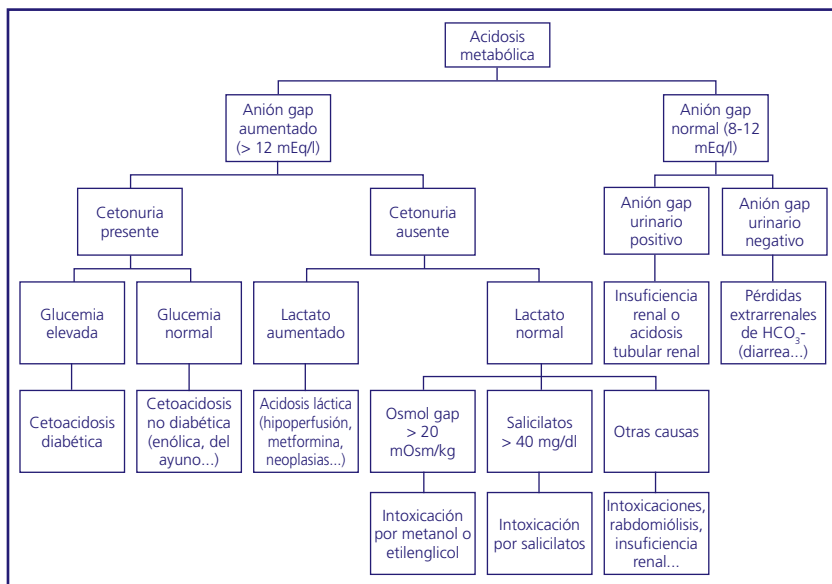 Acidosis
metabólica
Anión gap
aumentado
(> 12 mEq/l)
Anión gap
normal (8-12
mEq/l)
Cetonuria
presente
Cetonuria
ausente
Anión gap
urinario
positivo
Anión gap
urinario
negativo
Glucemia
elevada
Glucemia
normal
Lactato
aumentado
Lactato
normal
Insuficiencia
renal o
acidosis
tubular renal
Pérdidas
extrarrenales
de HCO₃-
(diarrea...)
Cetoacidosis
diabética
Cetoacidosis
no diabética
(enólica, del
ayuno...)
Acidosis láctica
(hipoperfusión,
metformina,
neoplasias...)
Osmol gap
> 20
mOsm/kg
Salicilatos
> 40 mg/dl
Otras causas
Intoxicación
por metanol o
etilenglicol
Intoxicación
por salicilatos
Intoxicaciones,
rabdomiólisis,
insuficiencia
renal...